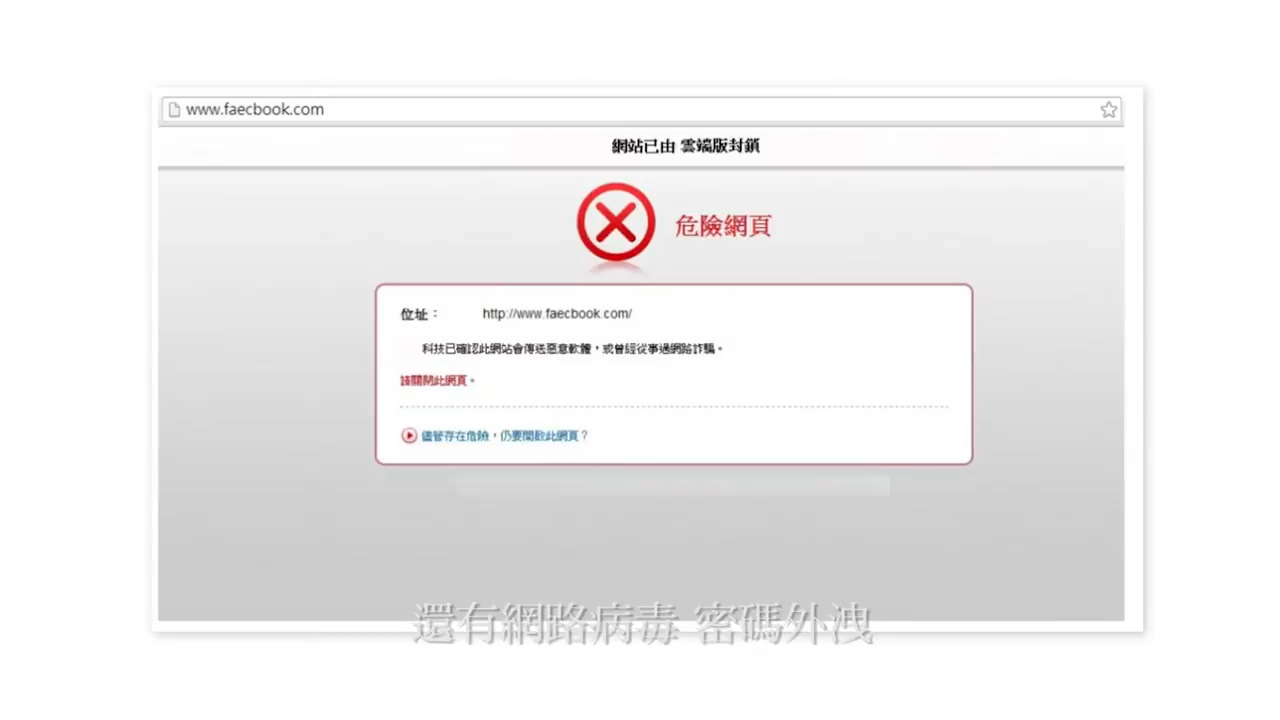 www.faecbook.com
網站已由 雲端版封鎖
危險網頁
位址： http://www.faecbook.com/
科技已確認此網站會傳送惡意軟體，或曾經從事過網路詐騙。
請關閉此網頁。
儘管存在危險，仍要開啟此網頁？
還有網路病毒 密碼外洩